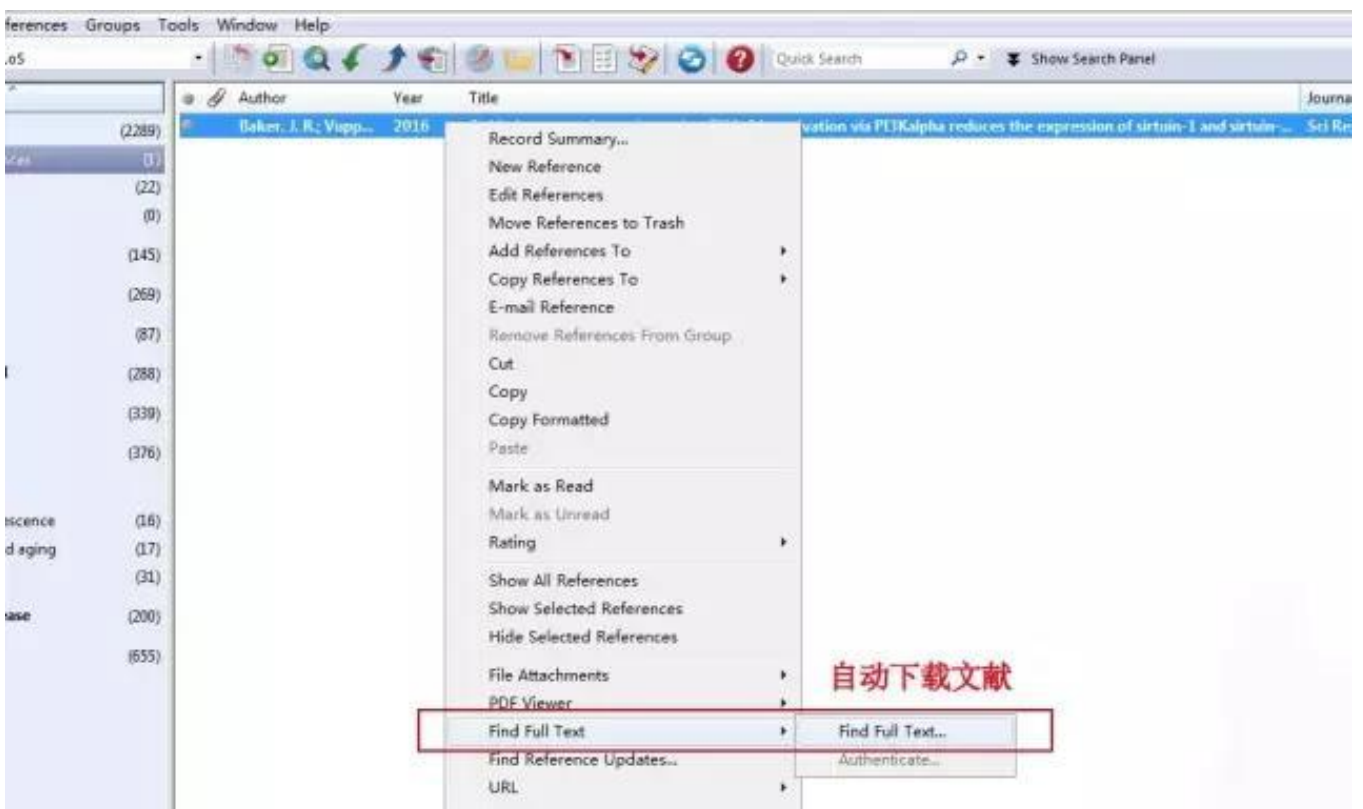 ferences Groups Tools Window Help
Quick Search Show Search Panel
Author Year Title Journa
(2289) Baker, J. R.; Vupp... 2016 vation via PI3Kalpha reduces the expression of sirtuin-1 and sirtuin-... Sci Re
(1)
(22)
(0)
(145)
(269)
(87)
(288)
(339)
(376)
escence (16)
d aging (17)
(31)
ease (200)
(655)
Record Summary...
New Reference
Edit References
Move References to Trash
Add References To
Copy References To
E-mail Reference
Remove References From Group
Cut
Copy
Copy Formatted
Paste
Mark as Read
Mark as Unread
Rating
Show All References
Show Selected References
Hide Selected References
File Attachments
PDF Viewer
Find Full Text
Find Reference Updates...
URL
自动下载文献
Find Full Text...
Authenticate...